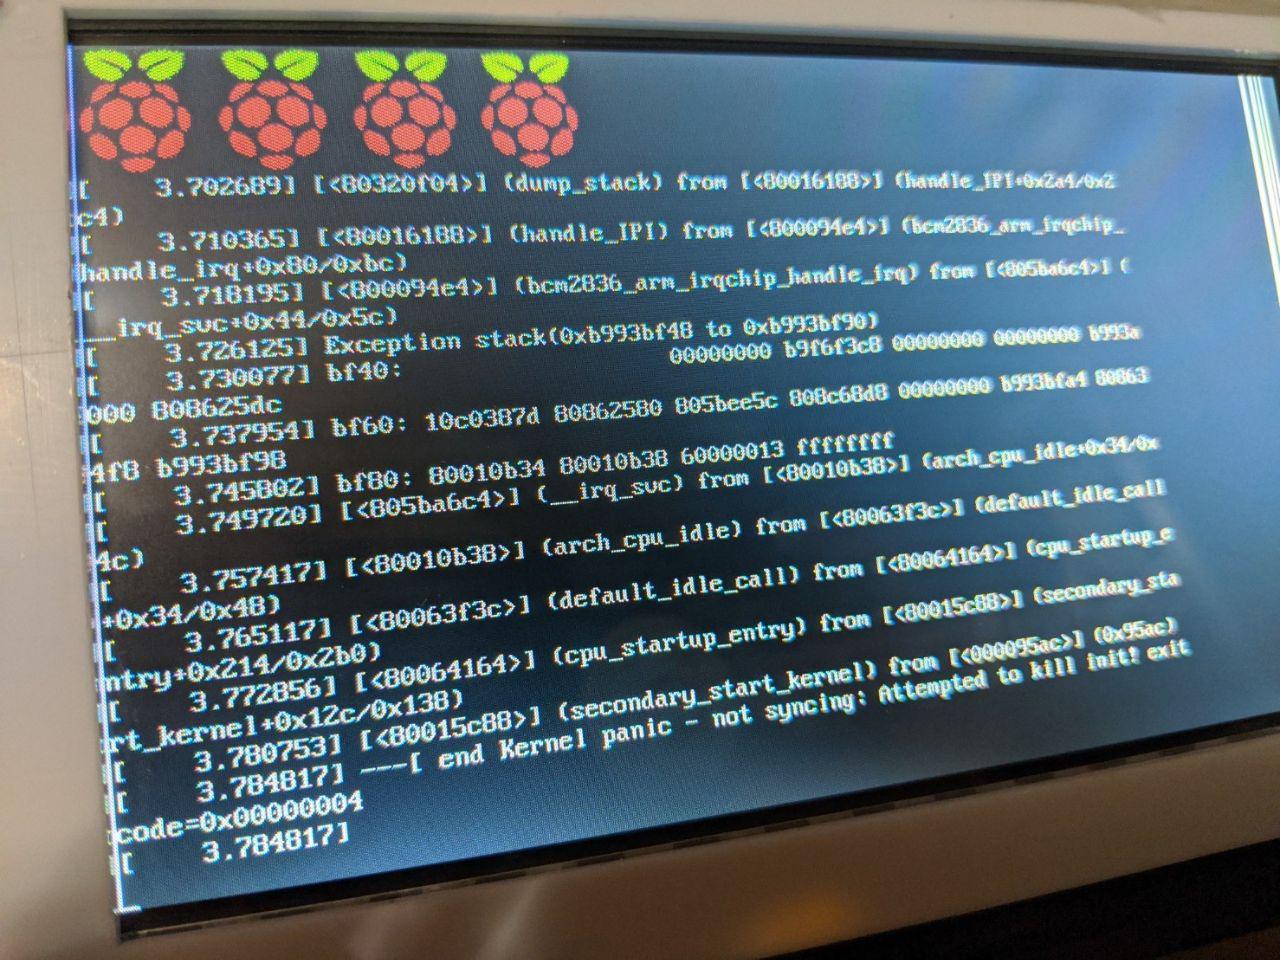 [    3.702689] [<80320f04>] (dump_stack) from [<80016188>] (handle_IPI+0x2a4/0x2
c4)
[    3.710365] [<80016188>] (handle_IPI) from [<800094e4>] (bcm2836_arm_irqchip_
handle_irq+0x80/0xbc)
[    3.718195] [<800094e4>] (bcm2836_arm_irqchip_handle_irq) from [<805ba6c4>] (
__irq_svc+0x44/0x5c)
[    3.726125] Exception stack(0xb993bf48 to 0xb993bf90)
[    3.730077] bf40:                   00000000 b9f6f3c8 00000000 00000000 b993a
000 808625dc
[    3.737954] bf60: 10c0387d 80862580 805bee5c 808c68d8 00000000 b993bfa4 80863
4f8 b993bf98
[    3.745802] bf80: 80010b34 80010b38 60000013 ffffffff
[    3.749720] [<805ba6c4>] (__irq_svc) from [<80010b38>] (arch_cpu_idle+0x34/0x
4c)
[    3.757417] [<80010b38>] (arch_cpu_idle) from [<80063f3c>] (default_idle_call
+0x34/0x48)
[    3.765117] [<80063f3c>] (default_idle_call) from [<80064164>] (cpu_startup_e
ntry+0x214/0x2b0)
[    3.772856] [<80064164>] (cpu_startup_entry) from [<80015c88>] (secondary_sta
rt_kernel+0x12c/0x138)
[    3.780753] [<80015c88>] (secondary_start_kernel) from [<000095ac>] (0x95ac)
[    3.784817] ---[ end Kernel panic - not syncing: Attempted to kill init! exit
code=0x00000004
[    3.784817]